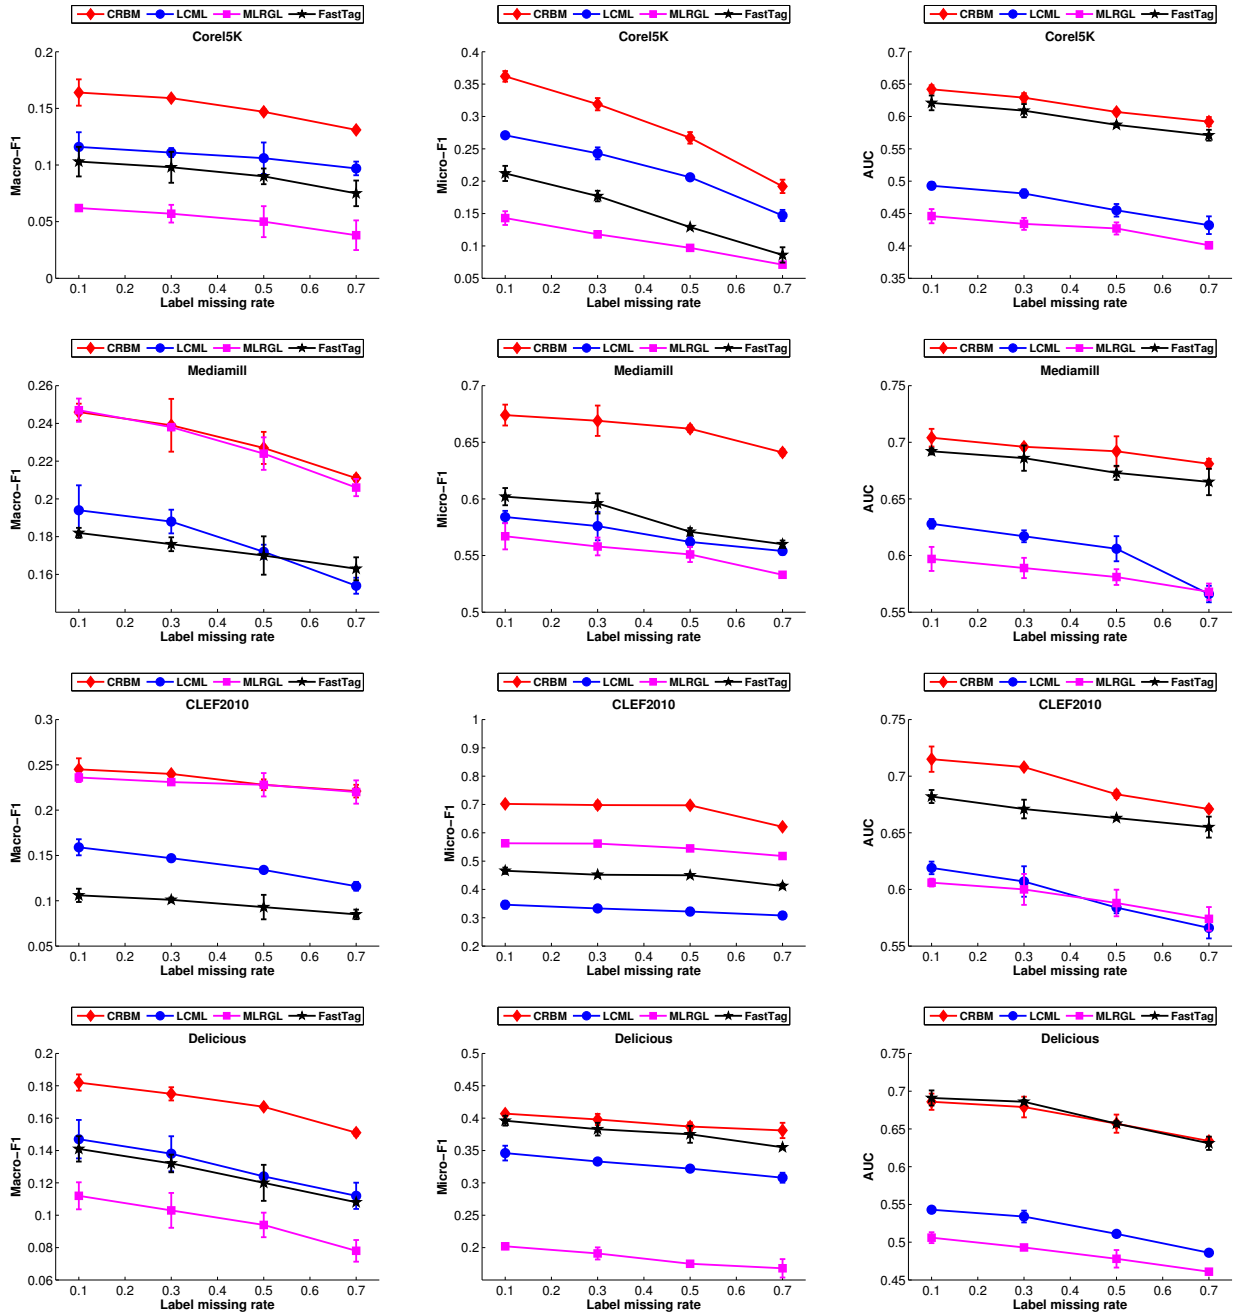 CRBM LCML MLRGL FastTag
Corel5K
Macro-F1
0.2
0.15
0.1
0.05
0
0.1 0.2 0.3 0.4 0.5 0.6 0.7
Label missing rate
CRBM LCML MLRGL FastTag
Corel5K
Micro-F1
0.4
0.35
0.3
0.25
0.2
0.15
0.1
0.05
0.1 0.2 0.3 0.4 0.5 0.6 0.7
Label missing rate
CRBM LCML MLRGL FastTag
Corel5K
AUC
0.7
0.65
0.6
0.55
0.5
0.45
0.4
0.35
0.1 0.2 0.3 0.4 0.5 0.6 0.7
Label missing rate
CRBM LCML MLRGL FastTag
Mediamill
Macro-F1
0.26
0.24
0.22
0.2
0.18
0.16
0.1 0.2 0.3 0.4 0.5 0.6 0.7
Label missing rate
CRBM LCML MLRGL FastTag
Mediamill
Micro-F1
0.7
0.65
0.6
0.55
0.5
0.1 0.2 0.3 0.4 0.5 0.6 0.7
Label missing rate
CRBM LCML MLRGL FastTag
Mediamill
AUC
0.75
0.7
0.65
0.6
0.55
0.1 0.2 0.3 0.4 0.5 0.6 0.7
Label missing rate
CRBM LCML MLRGL FastTag
CLEF2010
Macro-F1
0.3
0.25
0.2
0.15
0.1
0.05
0.1 0.2 0.3 0.4 0.5 0.6 0.7
Label missing rate
CRBM LCML MLRGL FastTag
CLEF2010
Micro-F1
1
0.9
0.8
0.7
0.6
0.5
0.4
0.3
0.2
0.1 0.2 0.3 0.4 0.5 0.6 0.7
Label missing rate
CRBM LCML MLRGL FastTag
CLEF2010
AUC
0.75
0.7
0.65
0.6
0.55
0.1 0.2 0.3 0.4 0.5 0.6 0.7
Label missing rate
CRBM LCML MLRGL FastTag
Delicious
Macro-F1
0.2
0.18
0.16
0.14
0.12
0.1
0.08
0.06
0.1 0.2 0.3 0.4 0.5 0.6 0.7
Label missing rate
CRBM LCML MLRGL FastTag
Delicious
Micro-F1
0.5
0.45
0.4
0.35
0.3
0.25
0.2
0.1 0.2 0.3 0.4 0.5 0.6 0.7
Label missing rate
CRBM LCML MLRGL FastTag
Delicious
AUC
0.75
0.7
0.65
0.6
0.55
0.5
0.45
0.1 0.2 0.3 0.4 0.5 0.6 0.7
Label missing rate